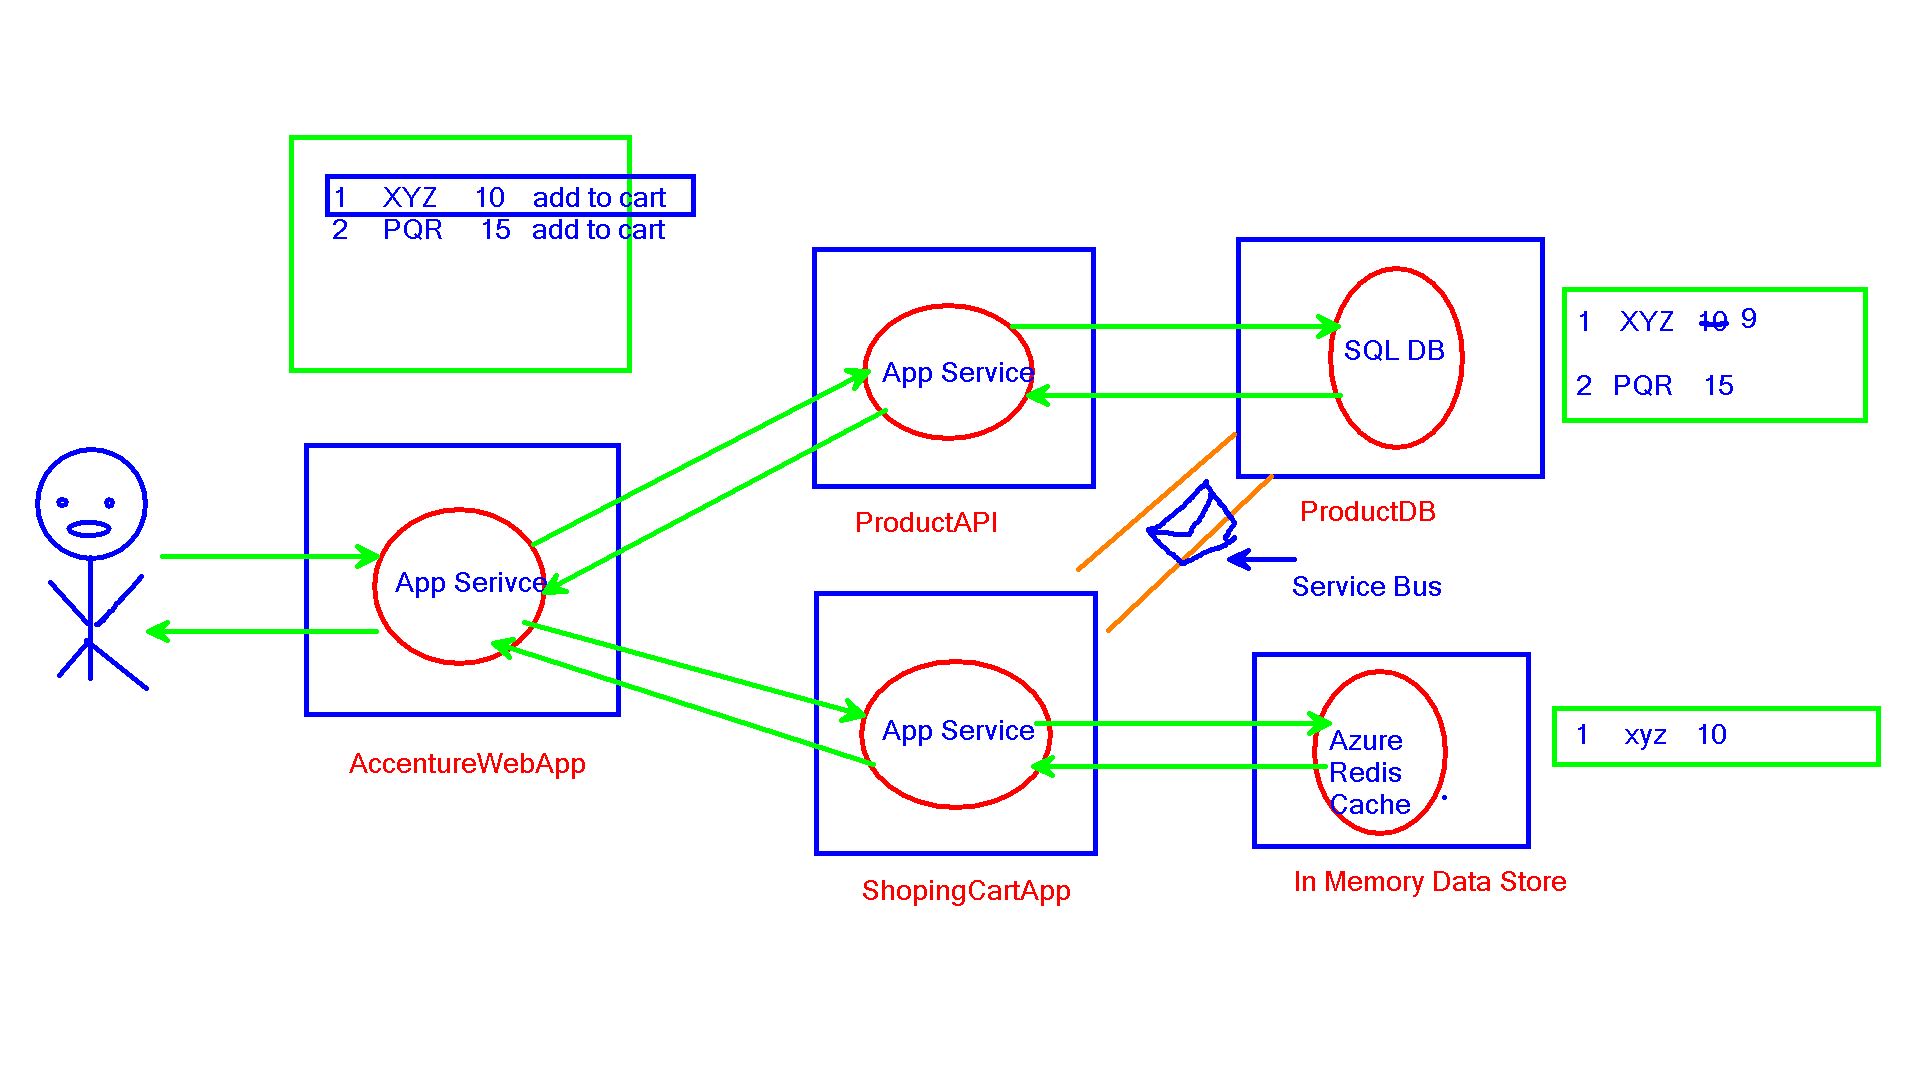 1 XYZ 10 add to cart
2 PQR 15 add to cart
App Serivce
AccentureWebApp
App Service
ProductAPI
SQL DB
ProductDB
1 XYZ 10 9
2 PQR 15
Service Bus
App Service
ShopingCartApp
Azure
Redis
Cache
In Memory Data Store
1 xyz 10